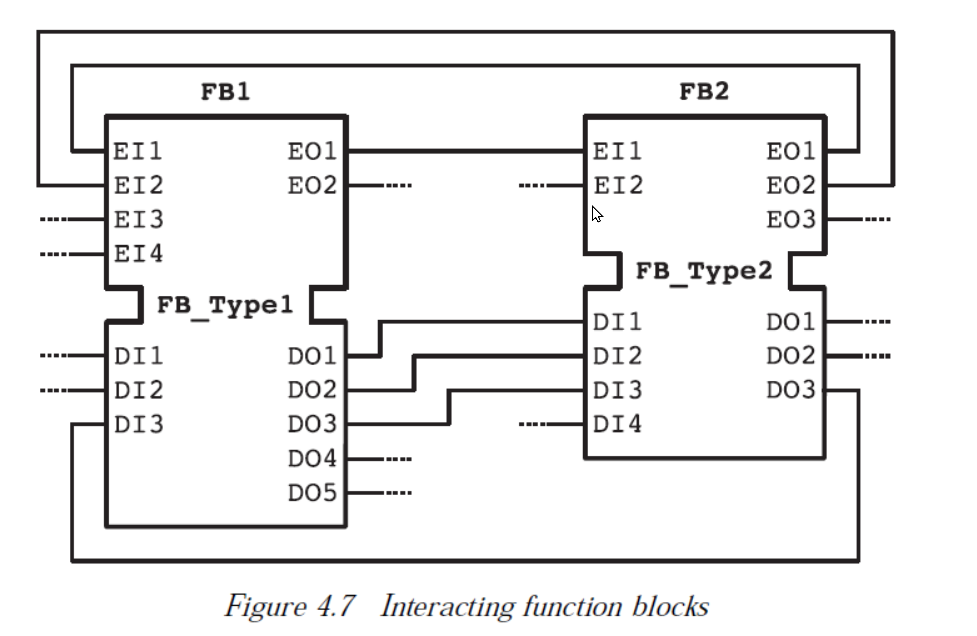 FB1 FB2
EI1 EO1 EI1 EO1
EI2 EO2 EI2 EO2
EI3 EO3
EI4
FB_Type2
FB_Type1
DI1 DO1
DI1 DO1 DI2 DO2
DI2 DO2 DI3 DO3
DI3 DO3 DI4
DO4
DO5
Figure 4.7 Interacting function blocks